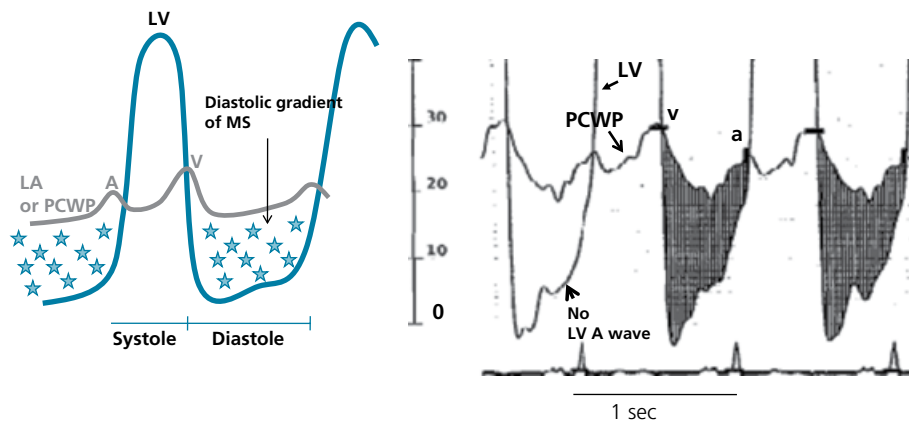 LV
Diastolic gradient
of MS
V
A
LA
or PCWP
Systole
Diastole
30
20
10
0
LV
PCWP
v
a
No
LV A wave
1 sec